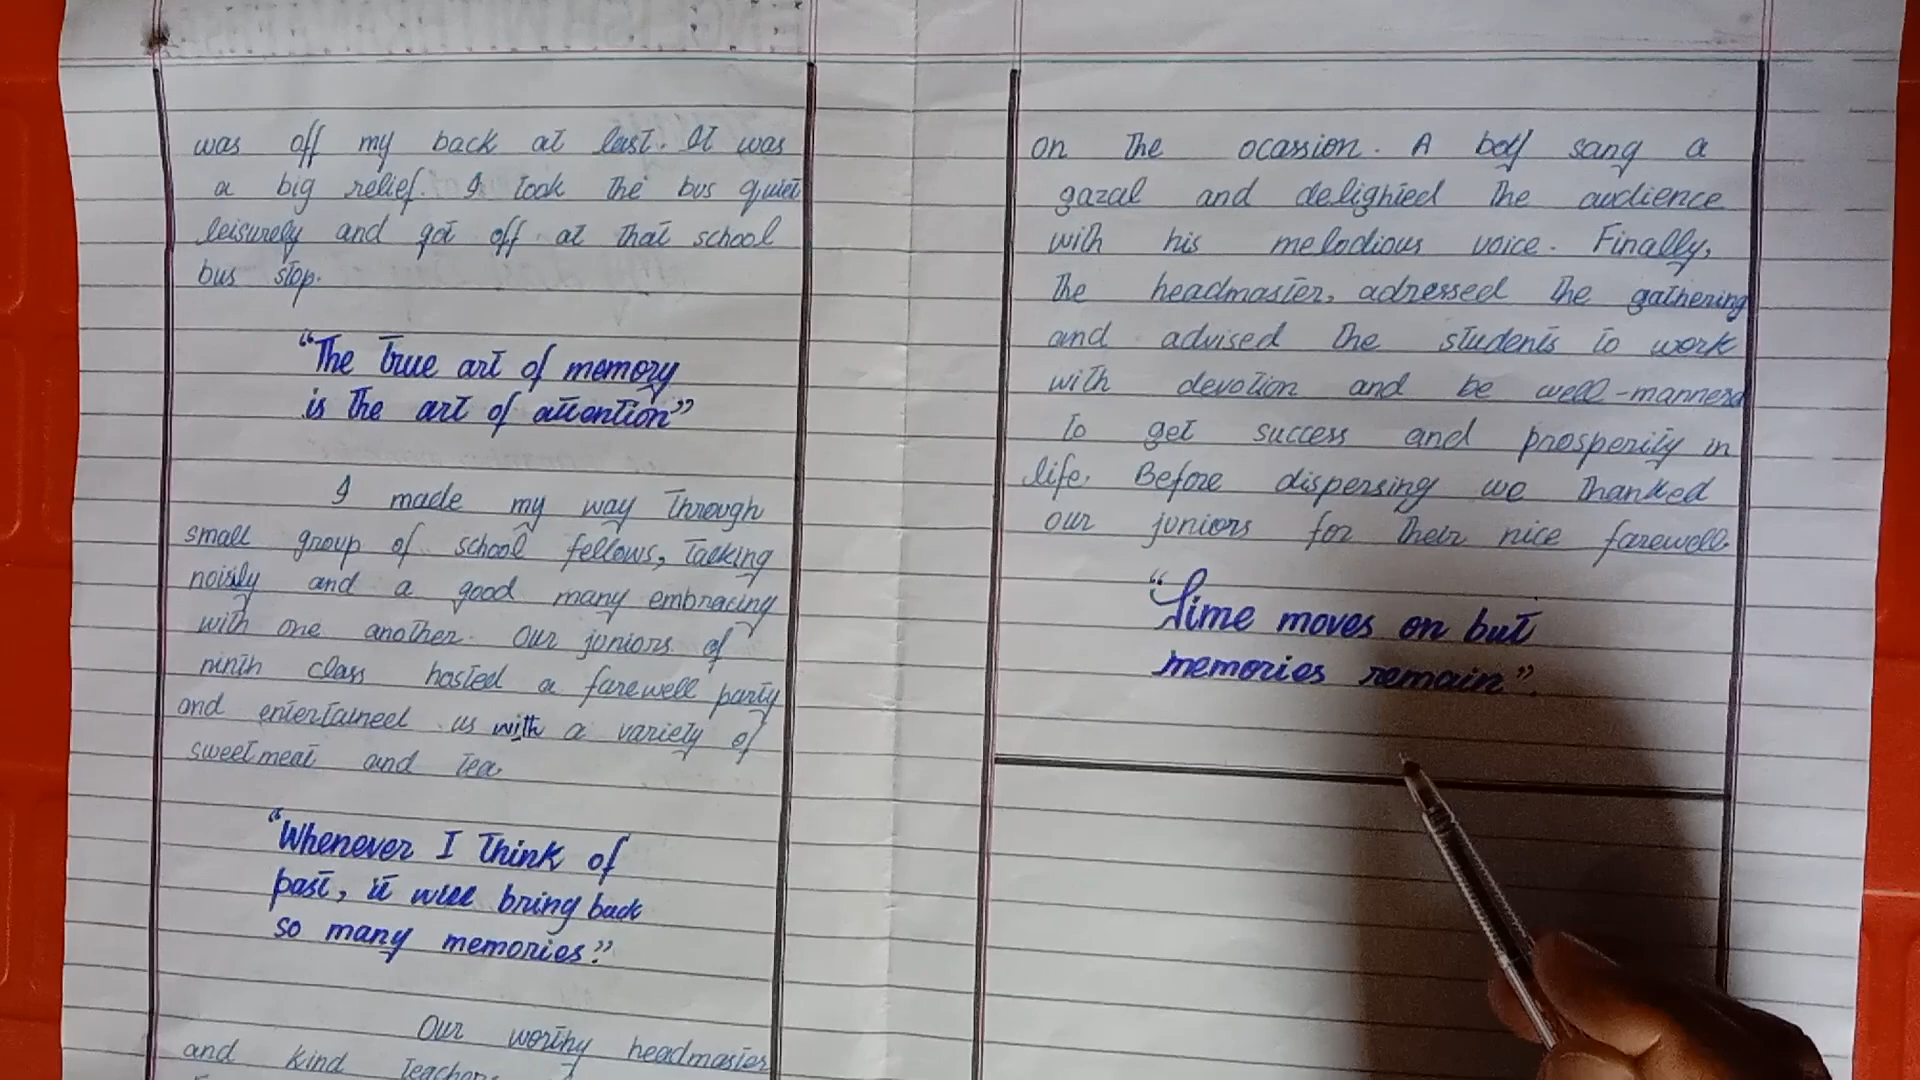 was off my back at last. It was
a big relief. I took the bus quiet
leisurely and got off at that school
bus stop.
“The true art of memory
is the art of attention”
I made my way through
small group of school fellows, talking
noisily and a good many embracing
with one another. Our juniors of
ninth class hosted a farewell party
and entertained us with a variety of
sweetmeat and tea
“Whenever I think of
past, it will bring back
so many memories.”
Our worthy headmaster
and kind teachers
on the ocassion. A boy sang a
gazal and delighted the audience
with his melodious voice. Finally,
the headmaster, adressed the gathering
and advised the students to work
with devotion and be well-mannerd
to get success and prosperity in
life. Before dispersing we thanked
our juniors for their nice farewell
“Time moves on but
memories remain”.